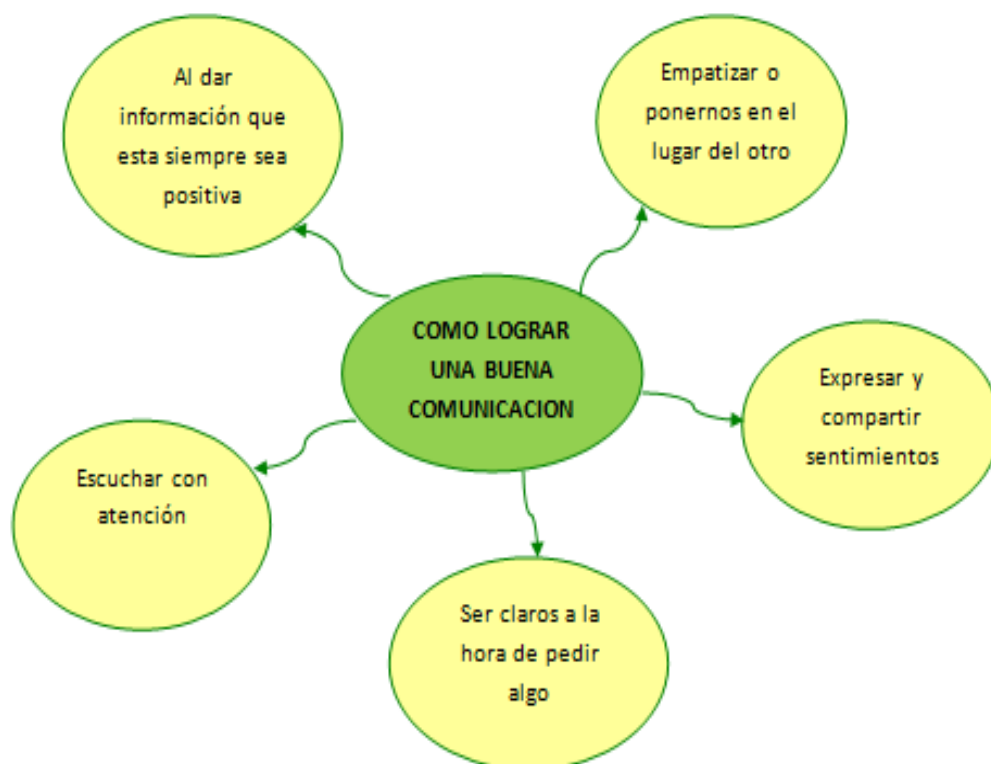 Al dar
información que
esta siempre sea
positiva
Empatizar o
ponernos en el
lugar del otro
COMO LOGRAR
UNA BUENA
COMUNICACION
Expresar y
compartir
sentimientos
Escuchar con
atención
Ser claros a la
hora de pedir
algo